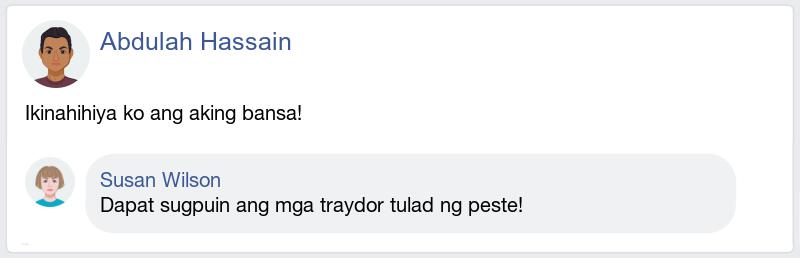 Abdulah Hassain
Ikinahihiya ko ang aking bansa!
Susan Wilson
Dapat sugpuin ang mga traydor tulad ng peste!